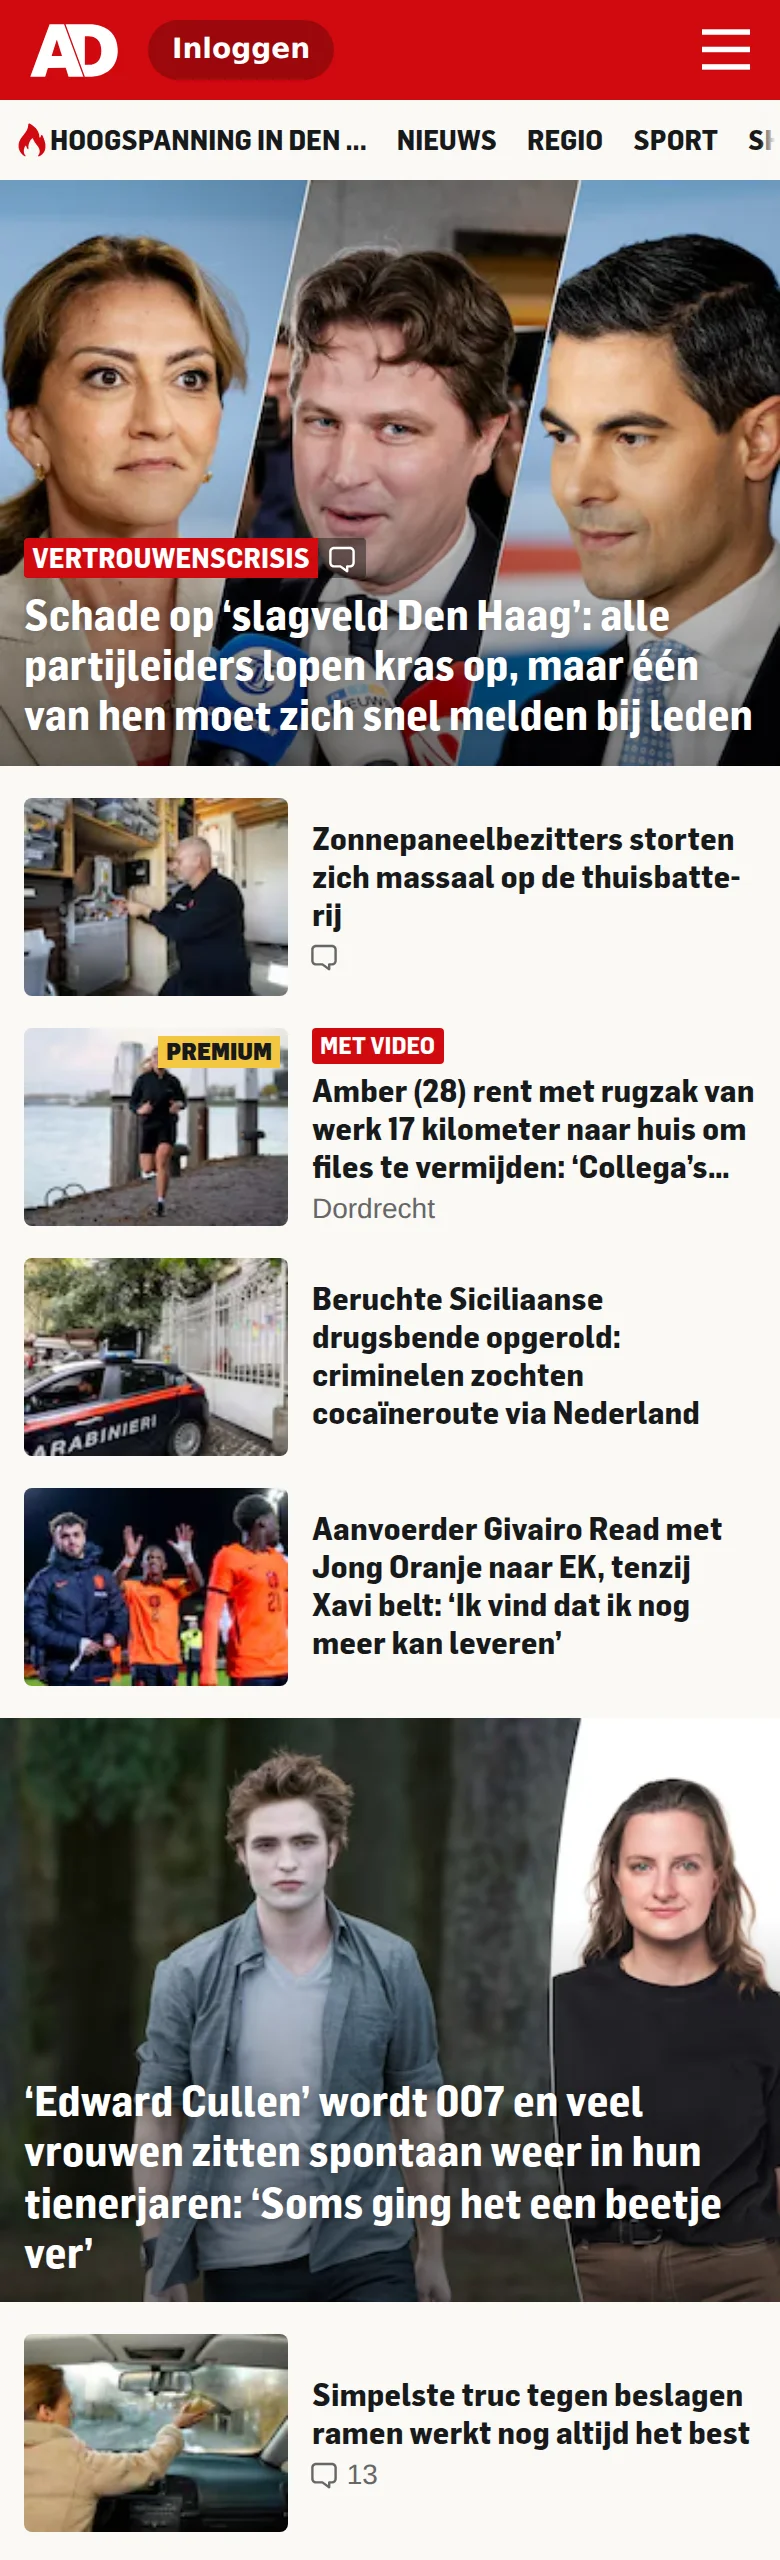 AD
Inloggen
HOOGSPANNING IN DEN ... NIEUWS REGIO SPORT
VERTROUWENSCRISIS
Schade op ‘slagveld Den Haag’: alle
partijleiders lopen kras op, maar één
van hen moet zich snel melden bij leden
Zonnepaneelbezitters storten
zich massaal op de thuisbatte-
rij
PREMIUM
MET VIDEO
Amber (28) rent met rugzak van
werk 17 kilometer naar huis om
files te vermijden: ‘Collega’s...
Dordrecht
ARABINIERI
Beruchte Siciliaanse
drugsbende opgerold:
criminelen zochten
cocaïneroute via Nederland
Aanvoerder Givairo Read met
Jong Oranje naar EK, tenzij
Xavi belt: ‘Ik vind dat ik nog
meer kan leveren’
‘Edward Cullen’ wordt 007 en veel
vrouwen zitten spontaan weer in hun
tienerjaren: ‘Soms ging het een beetje
ver’
Simpelste truc tegen beslagen
ramen werkt nog altijd het best
13